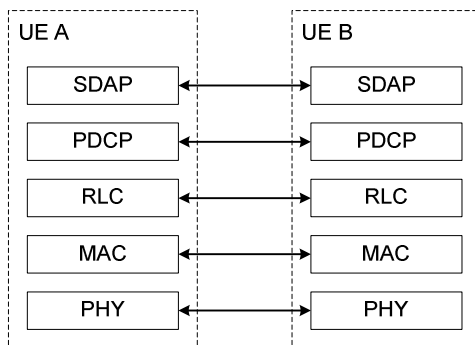 UE A UE B
SDAP SDAP
PDCP PDCP
RLC RLC
MAC MAC
PHY PHY